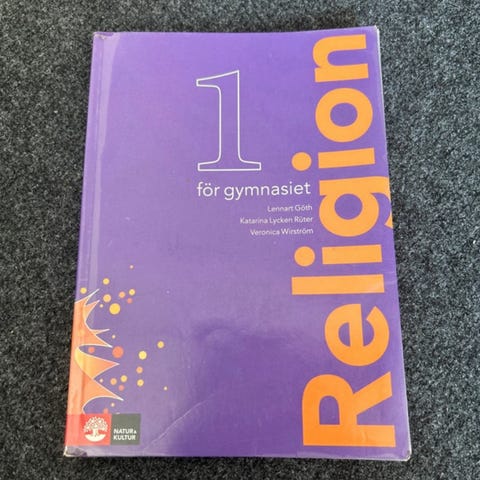 1
för gymnasiet
Lennart Göth
Katarina Lycken Rüter
Veronica Wirström
Religion
NATUR &
KULTUR